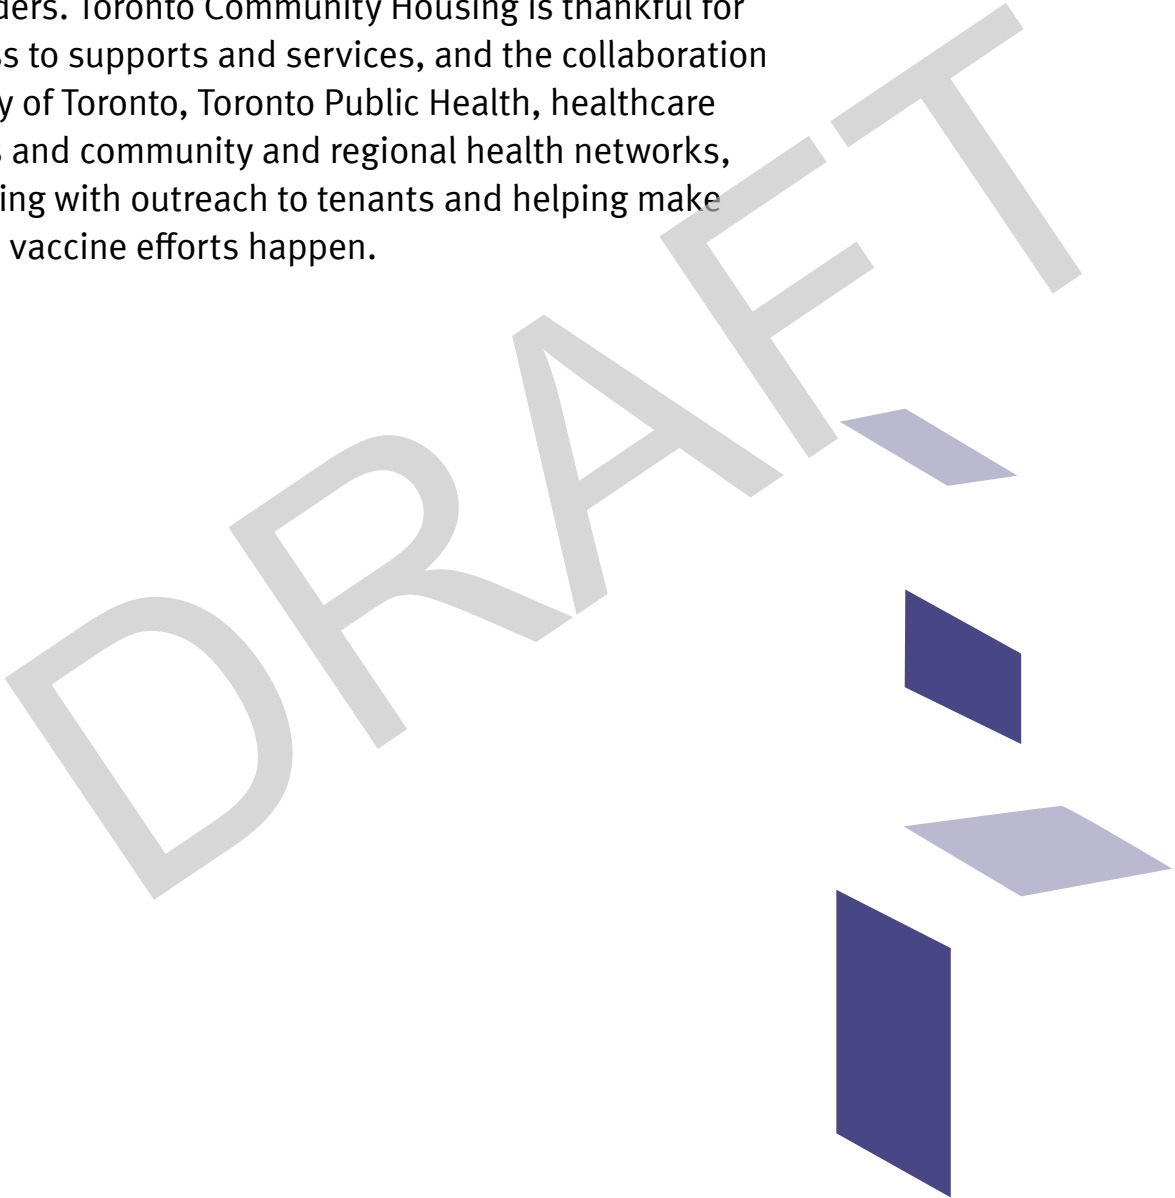 ders. Toronto Community Housing is thankful for
s to supports and services, and the collaboration
y of Toronto, Toronto Public Health, healthcare
s and community and regional health networks,
ing with outreach to tenants and helping make
vaccine efforts happen.
DRAFT